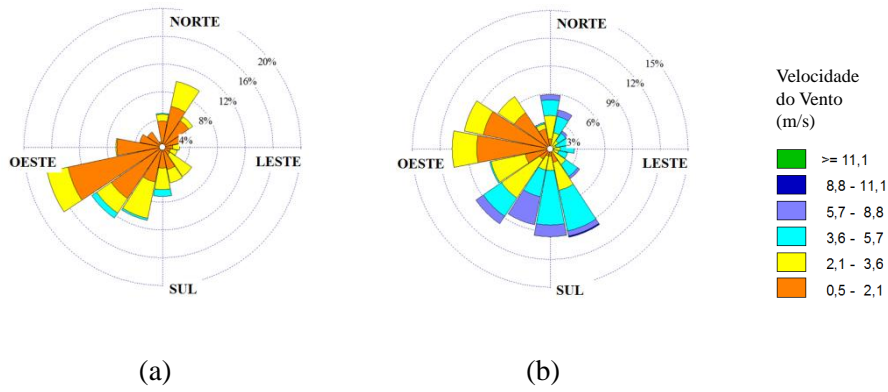 NORTE
20%
16%
12%
8%
4%
OESTE
LESTE
SUL
(a)
NORTE
15%
12%
9%
6%
3%
OESTE
LESTE
SUL
(b)
Velocidade
do Vento
(m/s)
>= 11,1
8,8 - 11,1
5,7 - 8,8
3,6 - 5,7
2,1 - 3,6
0,5 - 2,1